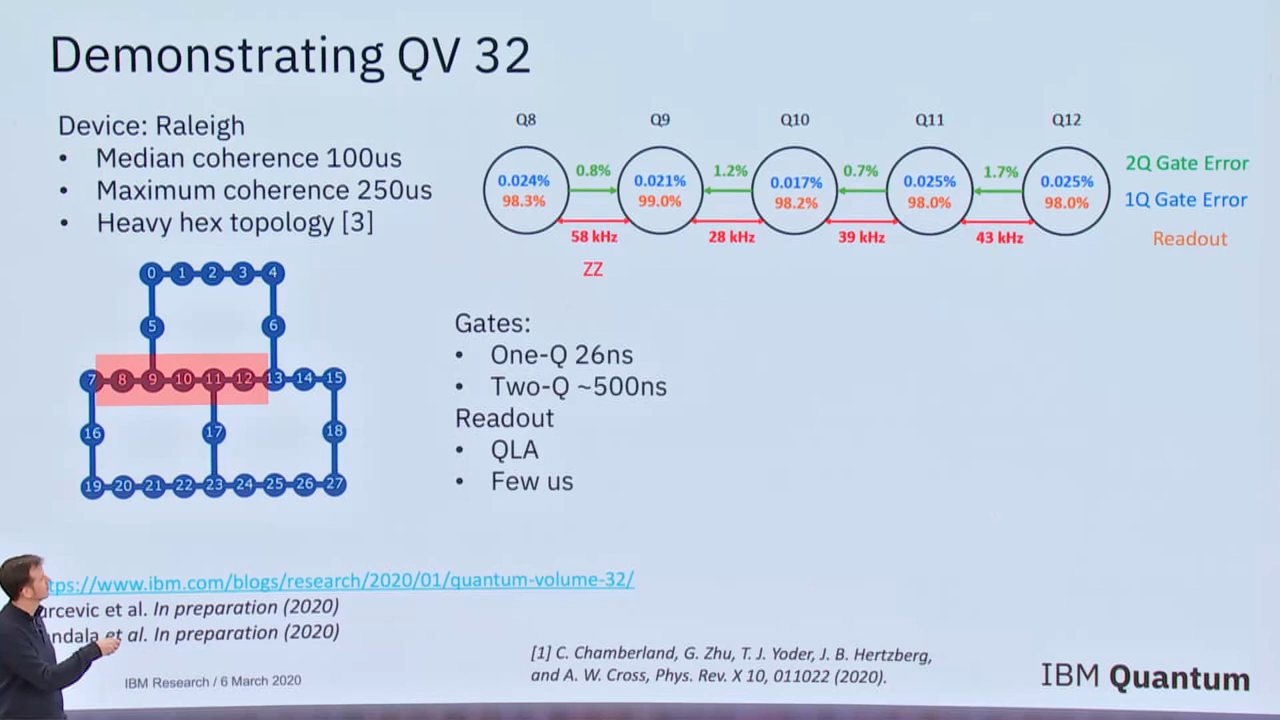 Demonstrating QV 32
Device: Raleigh
• Median coherence 100us
• Maximum coherence 250us
• Heavy hex topology [3]
Q8 Q9 Q10 Q11 Q12
0.8% 1.2% 0.7% 1.7%
0.024% 0.021% 0.017% 0.025% 0.025%
98.3% 99.0% 98.2% 98.0% 98.0%
58 kHz 28 kHz 39 kHz 43 kHz
ZZ
2Q Gate Error
1Q Gate Error
Readout
0 1 2 3 4
5 6
7 8 9 10 11 12 13 14 15
16 17 18
19 20 21 22 23 24 25 26 27
Gates:
• One-Q 26ns
• Two-Q ~500ns
Readout
• QLA
• Few us
tps://www.ibm.com/blogs/research/2020/01/quantum-volume-32/
urcevic et al. In preparation (2020)
ndala et al. In preparation (2020)
[1] C. Chamberland, G. Zhu, T. J. Yoder, J. B. Hertzberg,
and A. W. Cross, Phys. Rev. X 10, 011022 (2020).
IBM Research / 6 March 2020
IBM Quantum